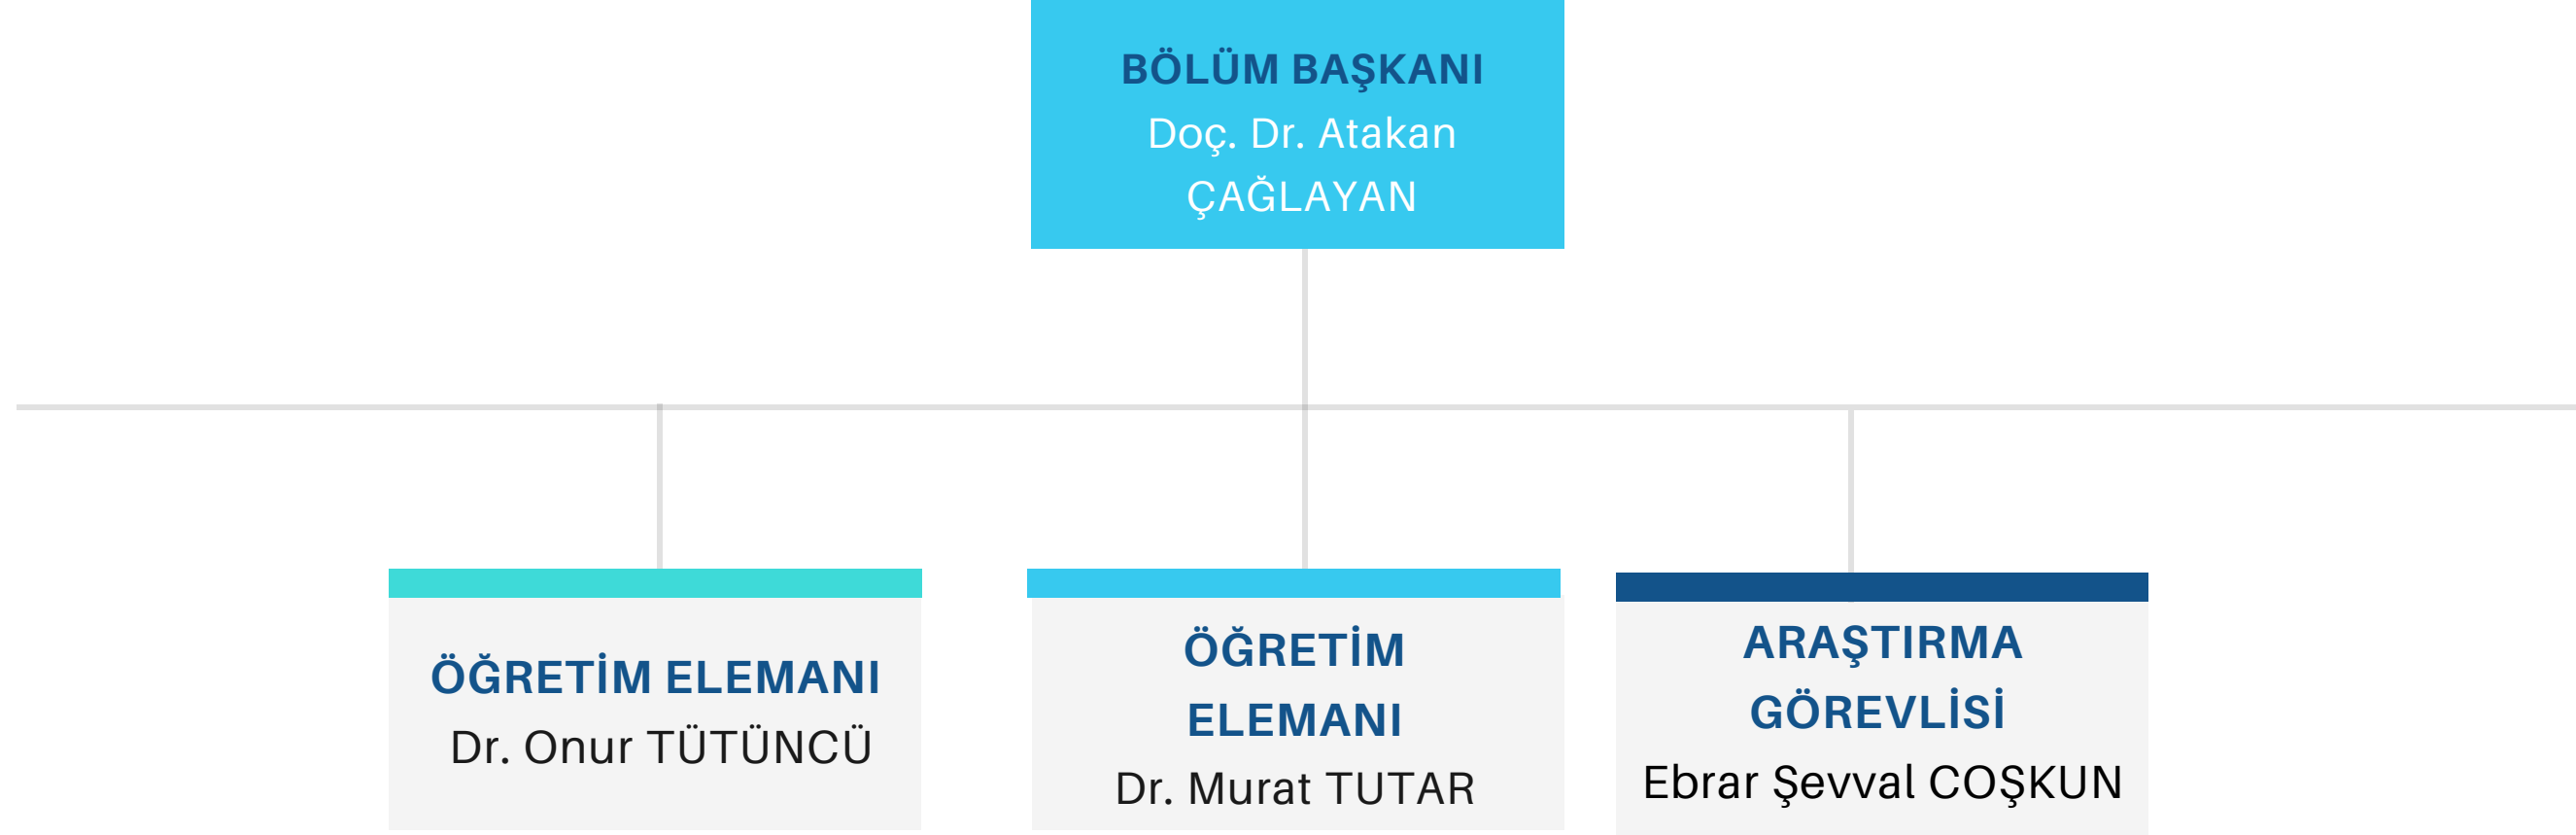 BÖLÜM BAŞKANI
Doç. Dr. Atakan
ÇAĞLAYAN
ÖĞRETİM ELEMANI
Dr. Onur TÜTÜNCÜ
ÖĞRETİM
ELEMANI
Dr. Murat TUTAR
ARAŞTIRMA
GÖREVLİSİ
Ebrar Şevval COŞKUN